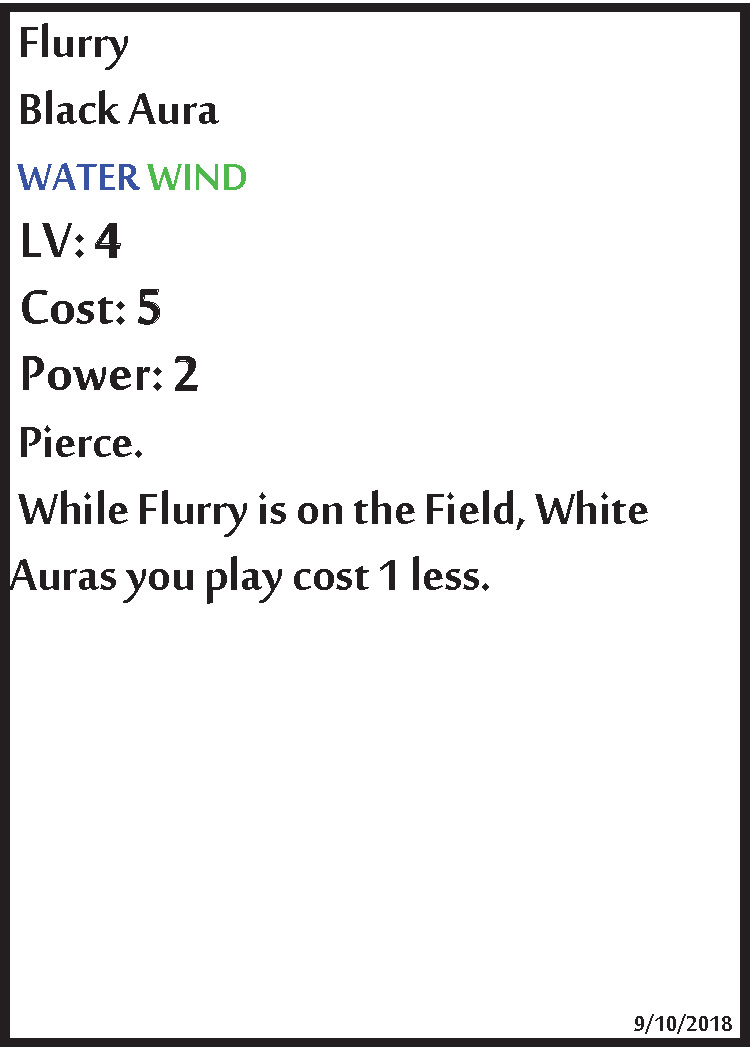 Flurry
Black Aura
WATER WIND
LV: 4
Cost: 5
Power: 2
Pierce.
While Flurry is on the Field, White
Auras you play cost 1 less.
9/10/2018